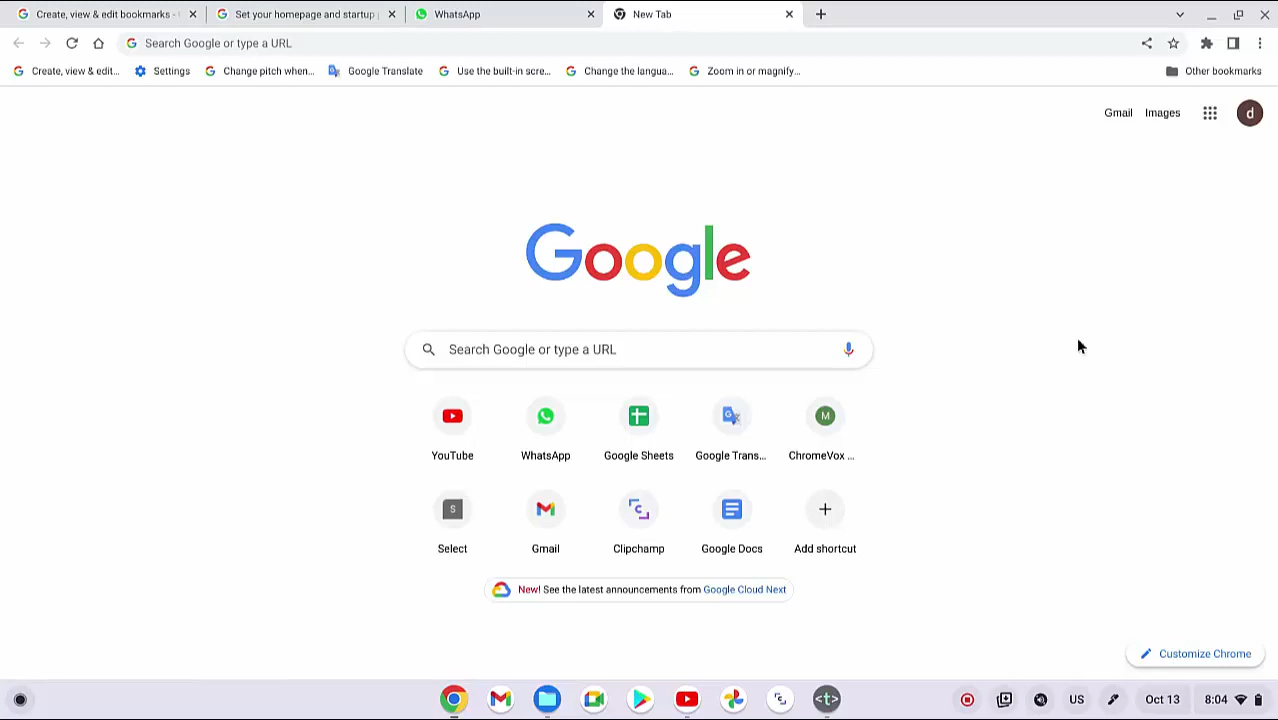 Create, view & edit bookmarks -
Set your homepage and startup
WhatsApp
New Tab
Search Google or type a URL
Create, view & edit...
Settings
Change pitch when...
Google Translate
Use the built-in scre...
Change the langua...
Zoom in or magnify...
Other bookmarks
Gmail
Images
d
Google
Search Google or type a URL
M
YouTube
WhatsApp
Google Sheets
Google Trans...
ChromeVox ...
S
Select
Gmail
Clipchamp
Google Docs
Add shortcut
New! See the latest announcements from Google Cloud Next
Customize Chrome
<t>
US
Oct 13
8:04